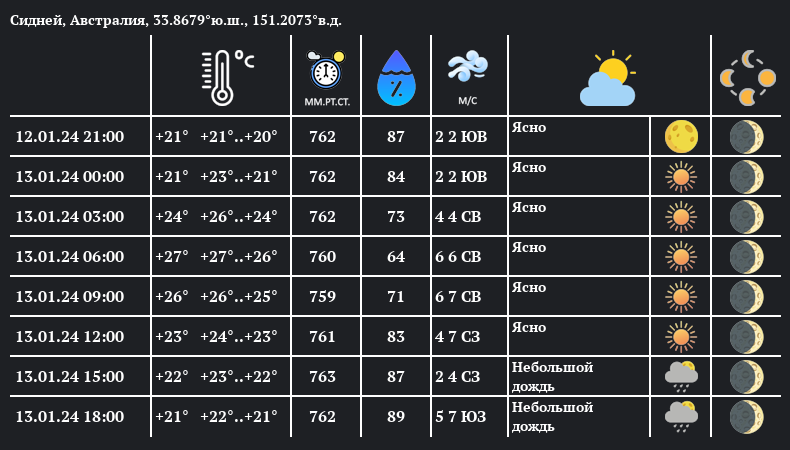 Сидней, Австралия, 33.8679°ю.ш., 151.2073°в.д.
°C
ММ.РТ.СТ.
%
М/С
12.01.24 21:00 +21° +21°..+20° 762 87 2 2 ЮВ Ясно
13.01.24 00:00 +21° +23°..+21° 762 84 2 2 ЮВ Ясно
13.01.24 03:00 +24° +26°..+24° 762 73 4 4 СВ Ясно
13.01.24 06:00 +27° +27°..+26° 760 64 6 6 СВ Ясно
13.01.24 09:00 +26° +26°..+25° 759 71 6 7 СВ Ясно
13.01.24 12:00 +23° +24°..+23° 761 83 4 7 СЗ Ясно
13.01.24 15:00 +22° +23°..+22° 763 87 2 4 СЗ Небольшой
дождь
13.01.24 18:00 +21° +22°..+21° 762 89 5 7 ЮЗ Небольшой
дождь